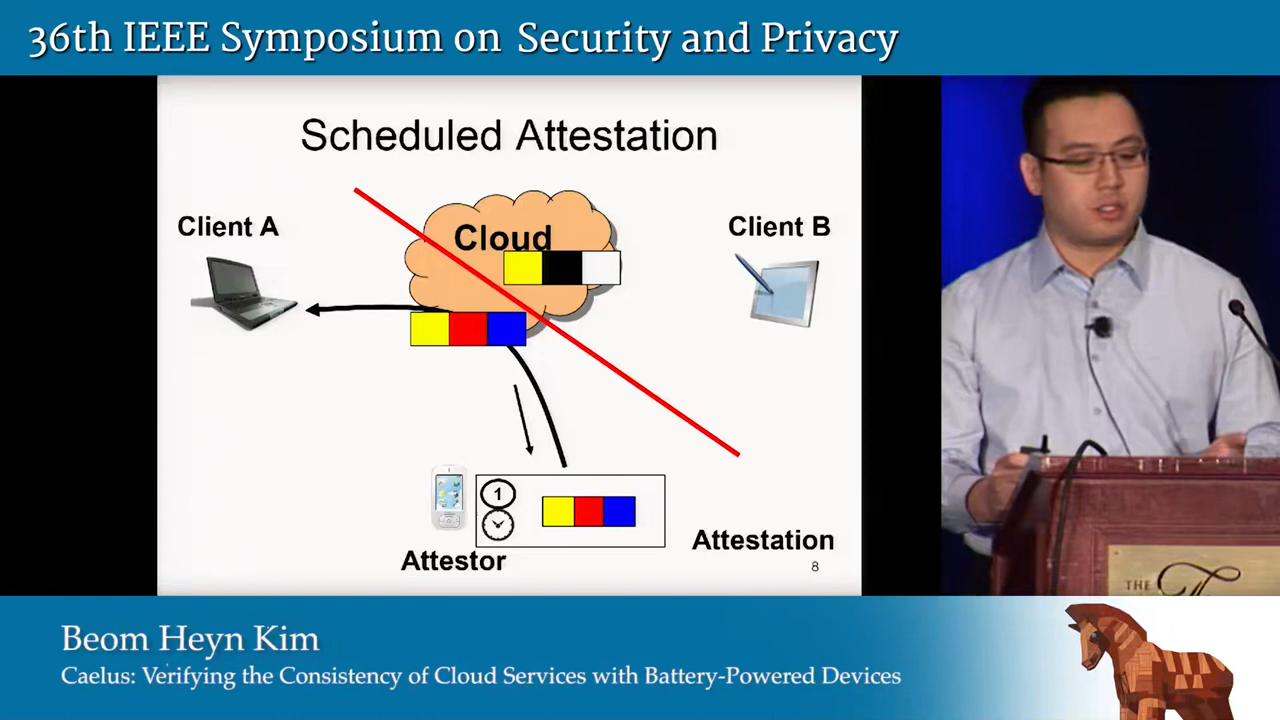 36th IEEE Symposium on Security and Privacy
Scheduled Attestation
Client A
Cloud
Client B
1
Attestor
Attestation
8
THE
Beom Heyn Kim
Caelus: Verifying the Consistency of Cloud Services with Battery-Powered Devices